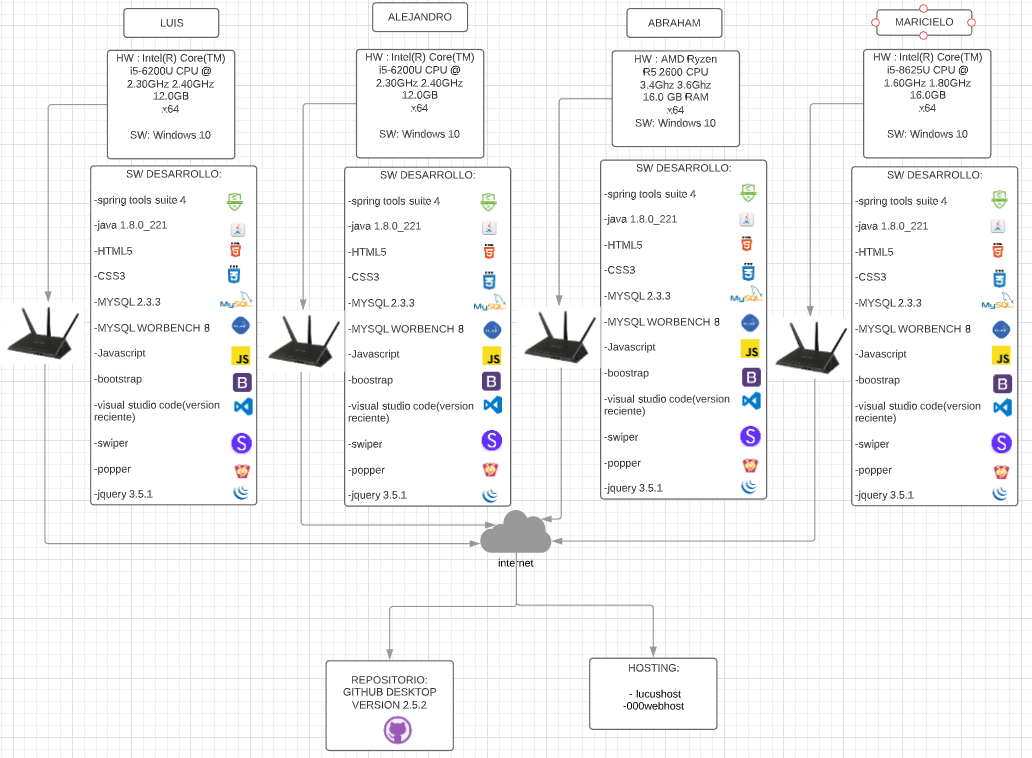 LUIS
HW : Intel(R) Core(TM)
i5-6200U CPU @
2.30GHz 2.40GHz
12.0GB
x64
SW: Windows 10
SW DESARROLLO:
-spring tools suite 4
-java 1.8.0_221
-HTML5
-CSS3
-MYSQL 2.3.3
MySQL
-MYSQL WORBENCH 8
-Javascript
JS
-bootstrap
B
-visual studio code(version
reciente)
-swiper
S
-popper
-jquery 3.5.1
ALEJANDRO
HW : Intel(R) Core(TM)
i5-6200U CPU @
2.30GHz 2.40GHz
12.0GB
x64
SW: Windows 10
SW DESARROLLO:
-spring tools suite 4
-java 1.8.0_221
-HTML5
-CSS3
-MYSQL 2.3.3
MySQL
-MYSQL WORBENCH 8
-Javascript
JS
-boostrap
B
-visual studio code(version
reciente)
-swiper
S
-popper
-jquery 3.5.1
ABRAHAM
HW : AMD Ryzen
R5 2600 CPU
3.4Ghz 3.6Ghz
16.0 GB RAM
x64
SW: Windows 10
SW DESARROLLO:
-spring tools suite 4
-java 1.8.0_221
-HTML5
-CSS3
-MYSQL 2.3.3
MySQL
-MYSQL WORBENCH 8
-Javascript
JS
-boostrap
B
-visual studio code(version
reciente)
-swiper
S
-popper
-jquery 3.5.1
MARICIELO
HW : Intel(R) Core(TM)
i5-8625U CPU @
1.60GHz 1.80GHz
16.0GB
x64
SW: Windows 10
SW DESARROLLO:
-spring tools suite 4
-java 1.8.0_221
-HTML5
-CSS3
-MYSQL 2.3.3
MySQL
-MYSQL WORBENCH 8
-Javascript
JS
-boostrap
B
-visual studio code(version
reciente)
-swiper
S
-popper
-jquery 3.5.1
internet
REPOSITORIO:
GITHUB DESKTOP
VERSION 2.5.2
HOSTING:
- lucushost
-000webhost